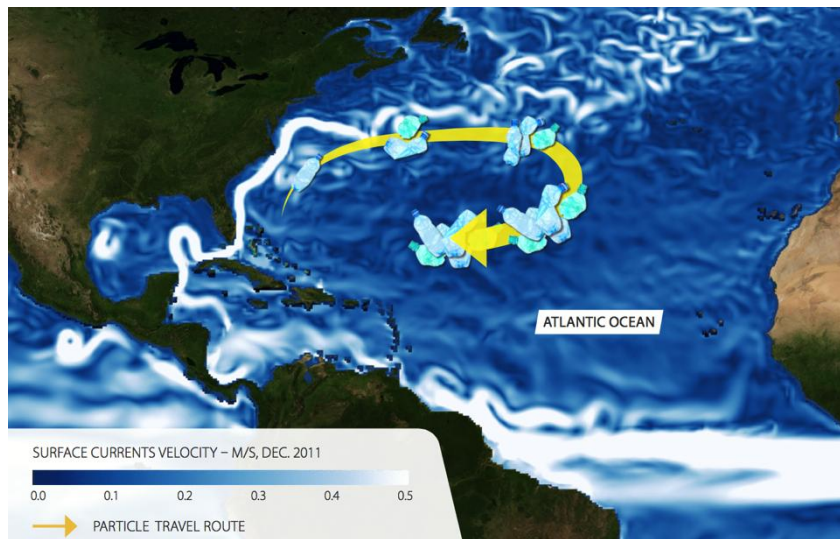 ATLANTIC OCEAN
SURFACE CURRENTS VELOCITY – M/S, DEC. 2011
0.0 0.1 0.2 0.3 0.4 0.5
PARTICLE TRAVEL ROUTE